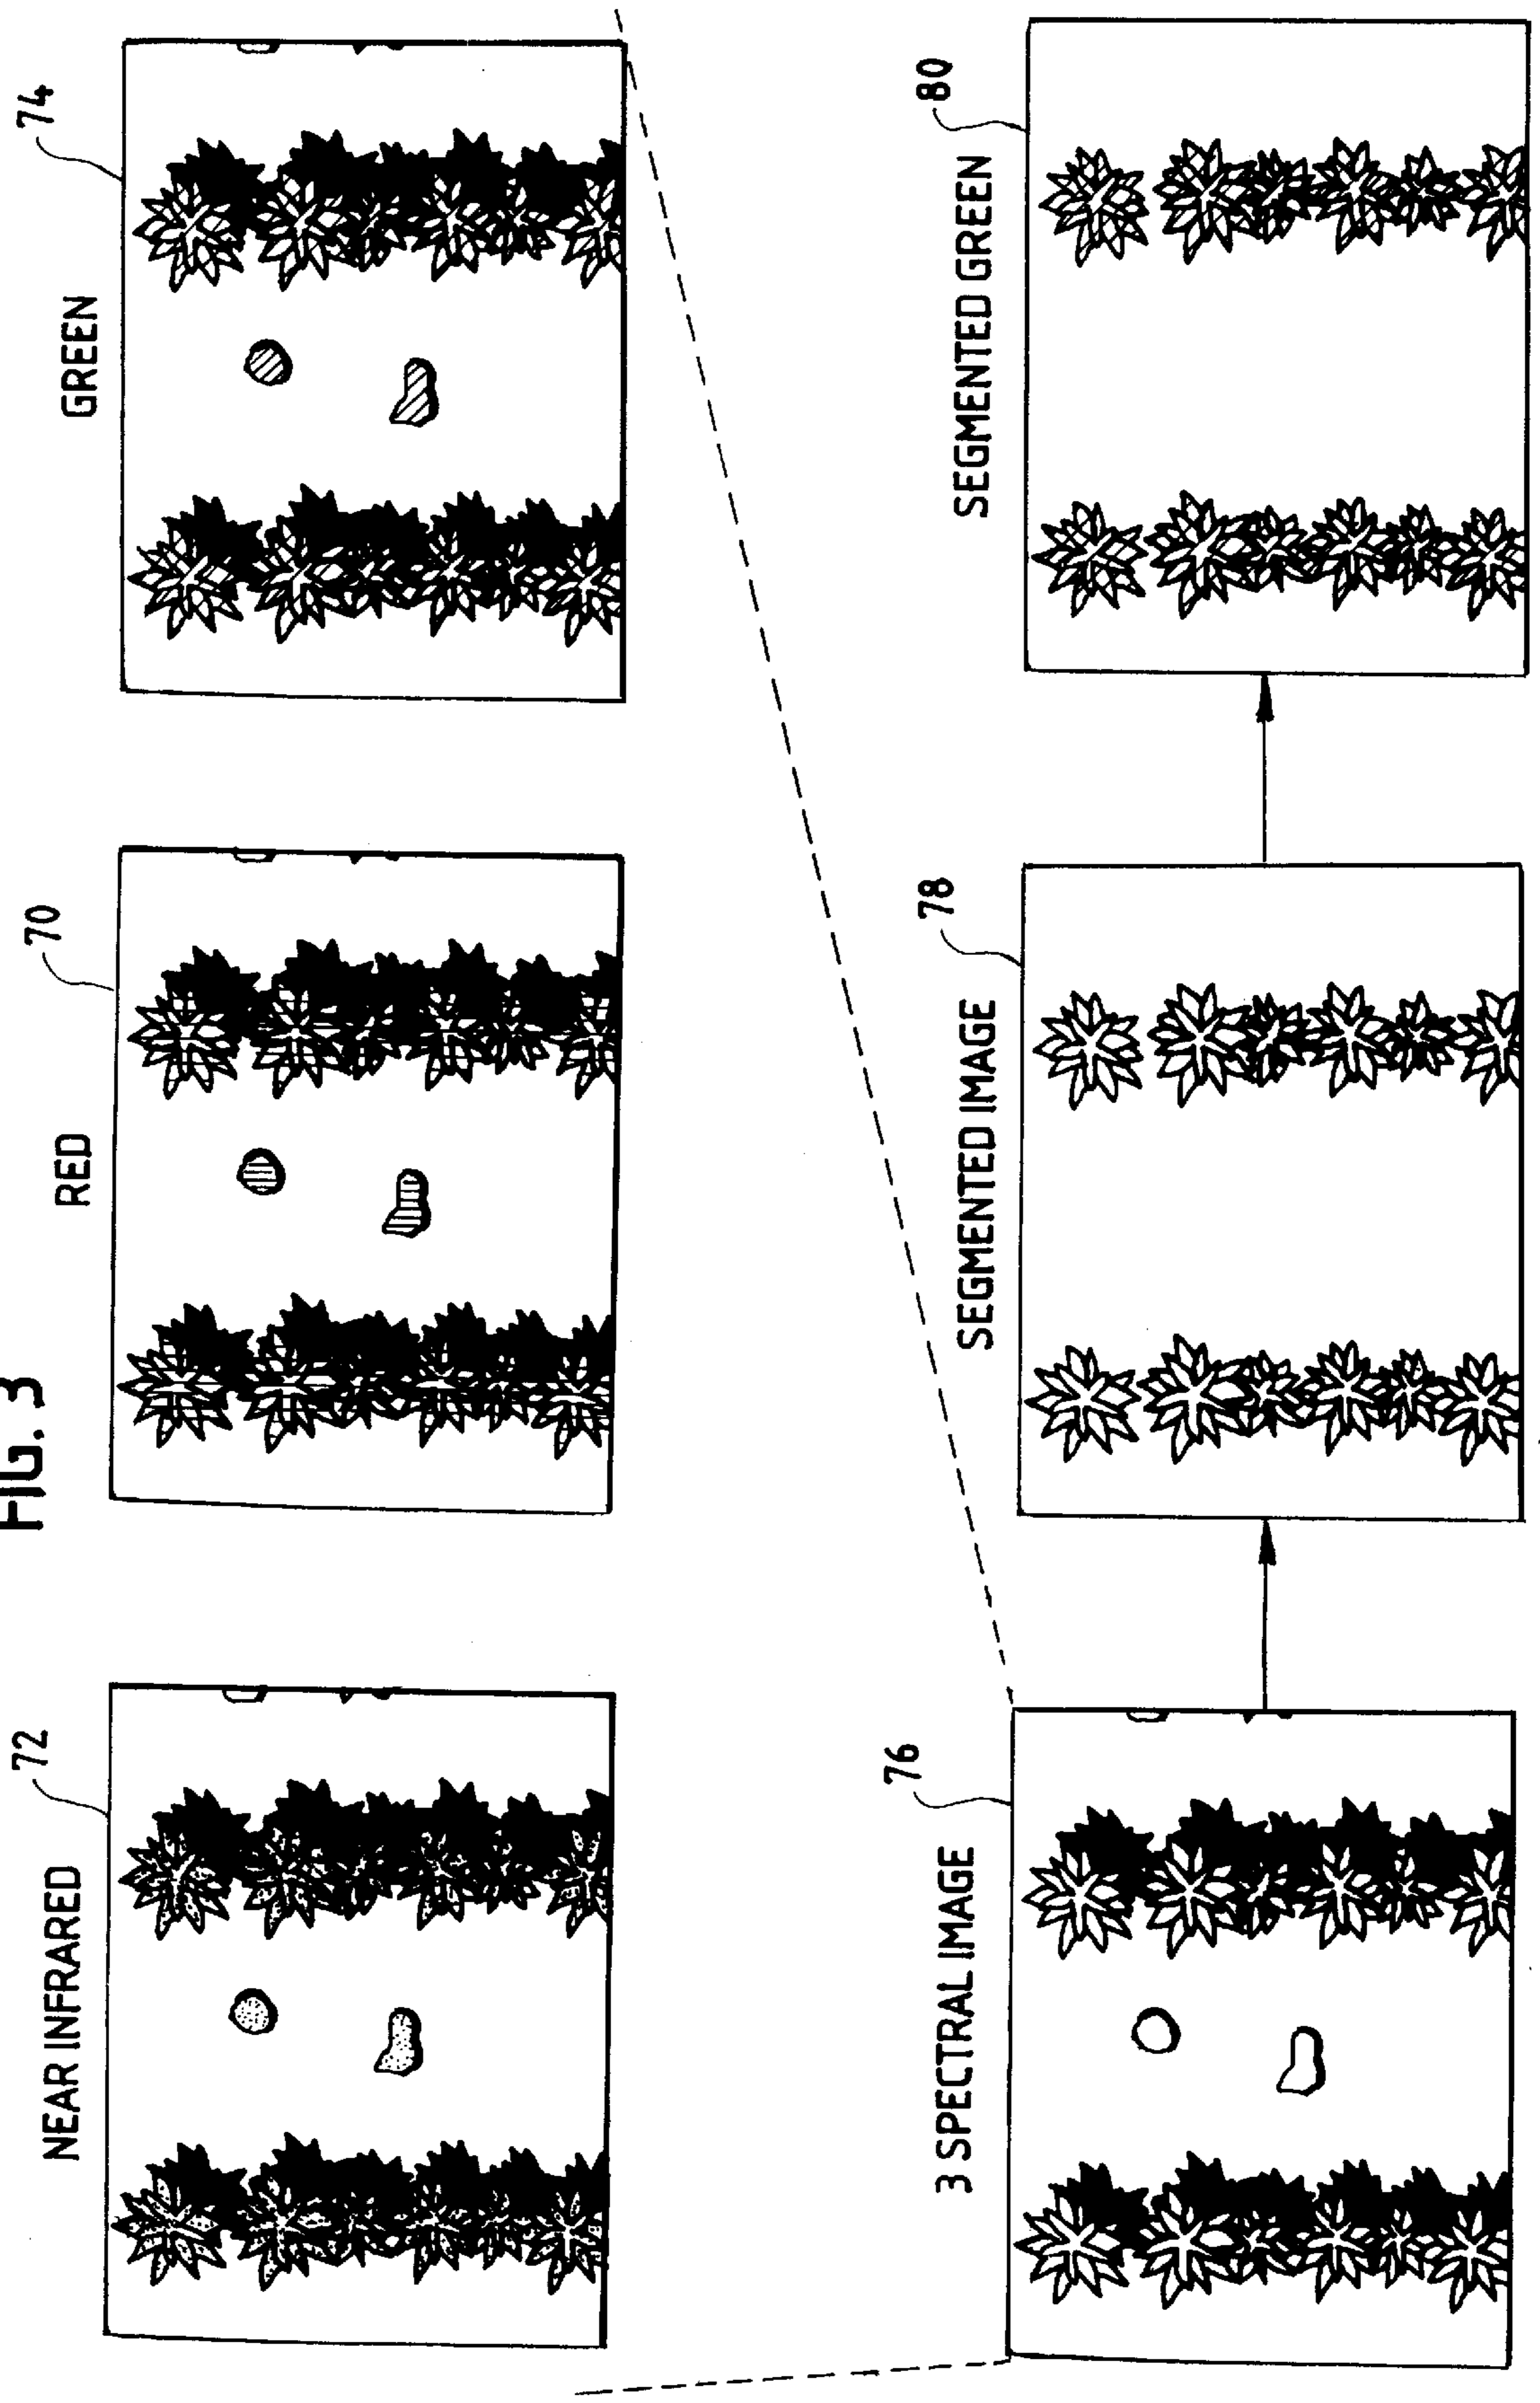 FIG. 3
NEAR INFRARED
72
RED
70
GREEN
74
3 SPECTRAL IMAGE
76
SEGMENTED IMAGE
78
SEGMENTED GREEN
80